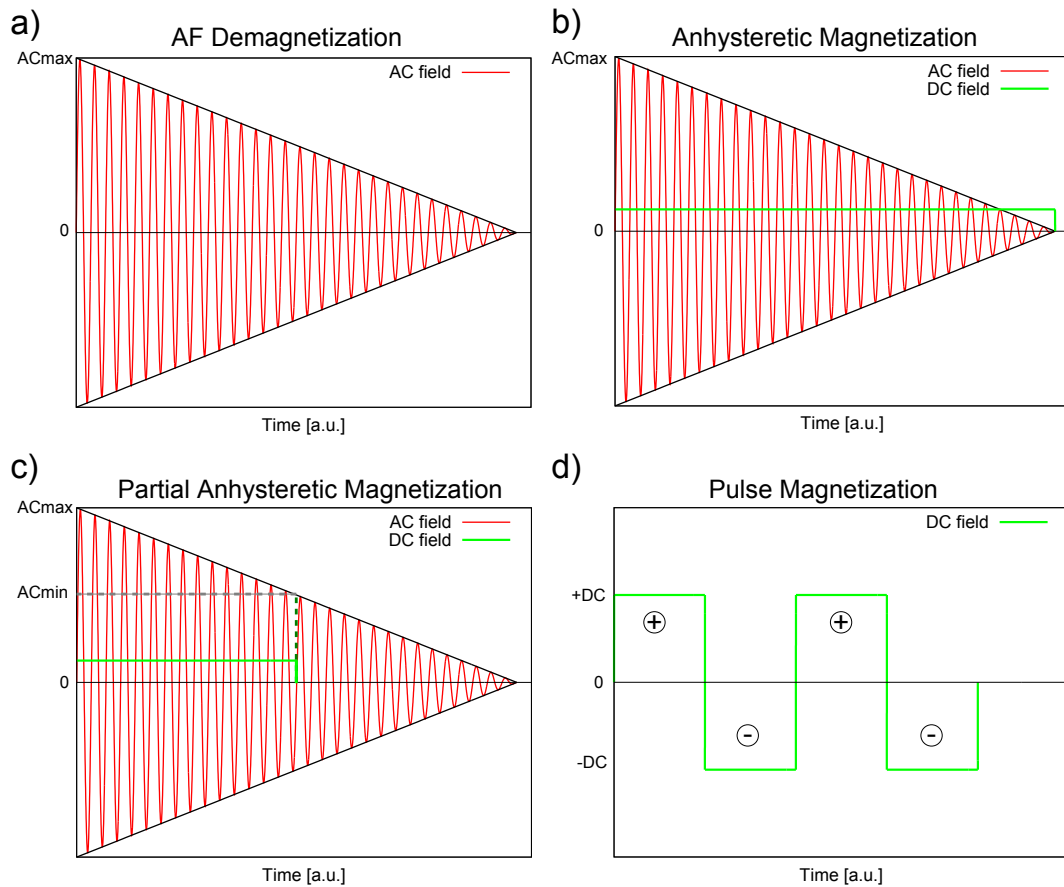 a)
AF Demagnetization
ACmax
AC field
0
Time [a.u.]
b)
Anhysteretic Magnetization
ACmax
AC field
DC field
0
Time [a.u.]
c)
Partial Anhysteretic Magnetization
ACmax
AC field
DC field
ACmin
0
Time [a.u.]
d)
Pulse Magnetization
DC field
+DC
+ +
0
- -
-DC
Time [a.u.]